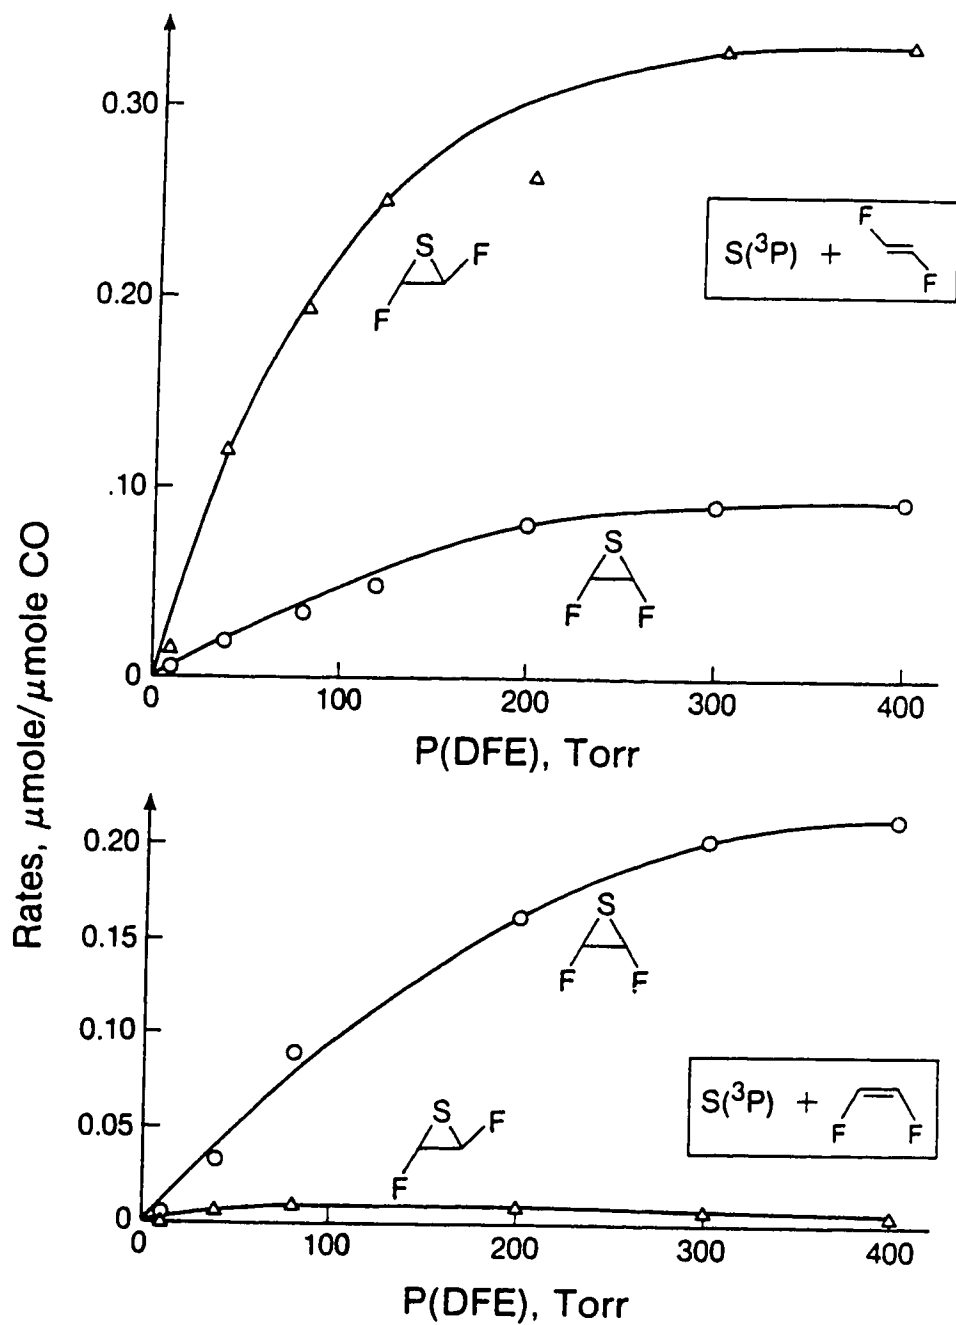 0.30
0.20
.10
0
0
100
200
300
400
P(DFE), Torr
S
F
F
S
F
F
S(³P) +
F
F
Rates, μmole/μmole CO
0.20
0.15
0.10
0.05
0
0
100
200
300
400
P(DFE), Torr
S
F
F
S
F
F
S(³P) +
F
F